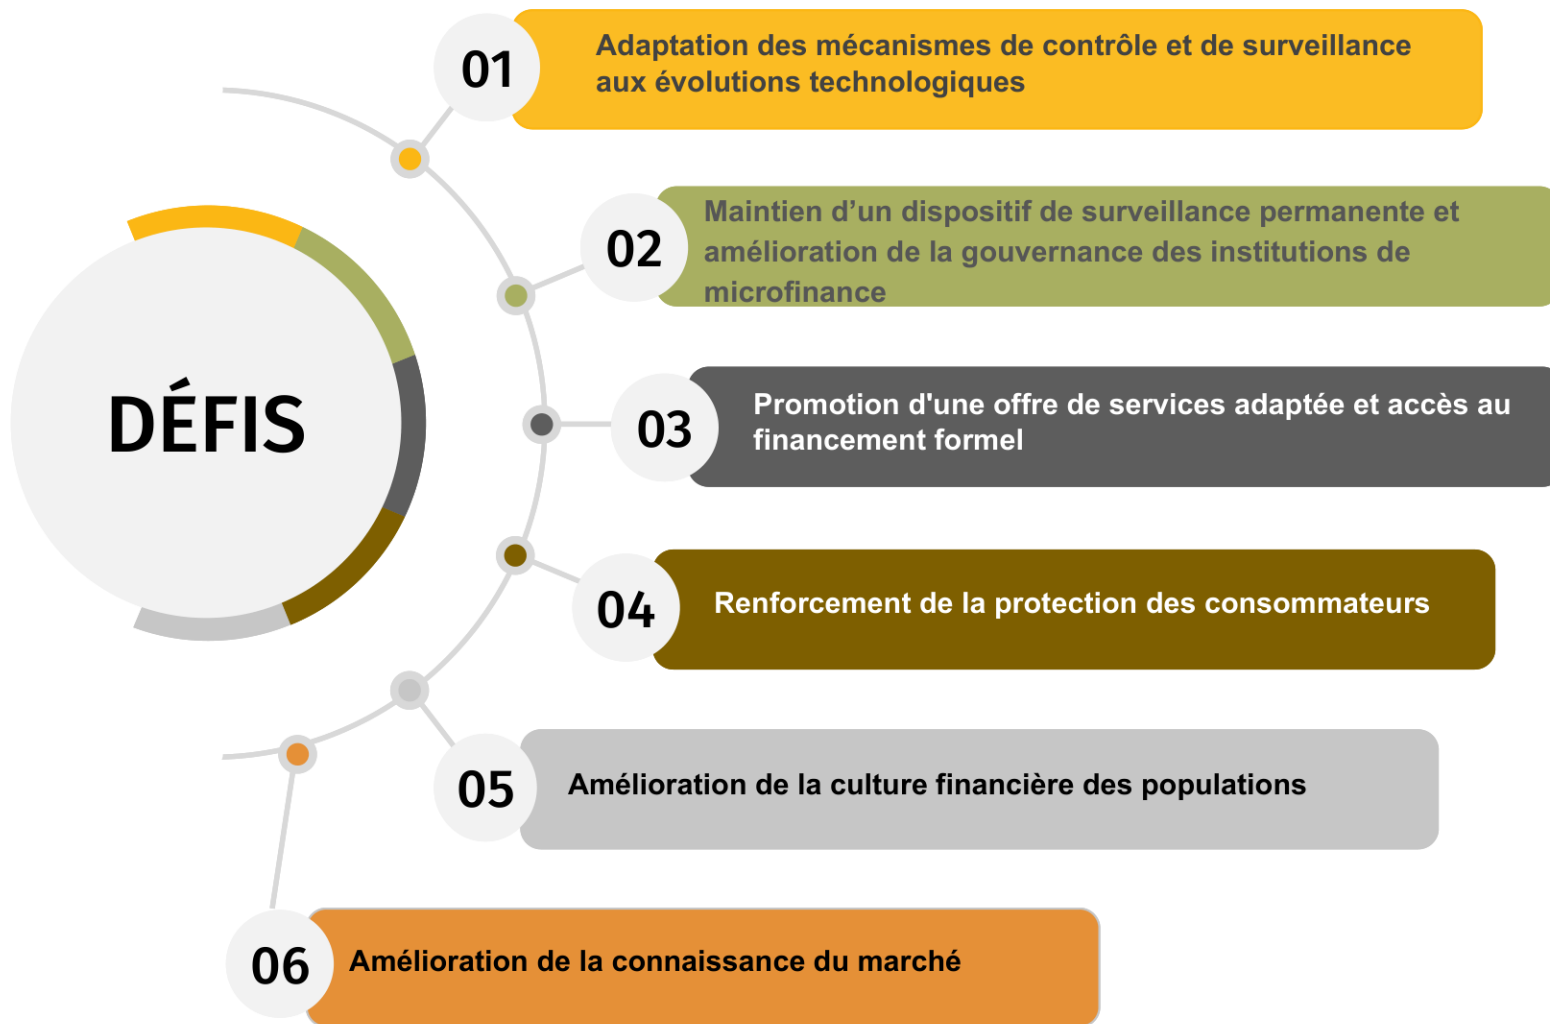 DÉFIS
01
Adaptation des mécanismes de contrôle et de surveillance
aux évolutions technologiques
02
Maintien d’un dispositif de surveillance permanente et
amélioration de la gouvernance des institutions de
microfinance
03
Promotion d'une offre de services adaptée et accès au
financement formel
04
Renforcement de la protection des consommateurs
05
Amélioration de la culture financière des populations
06
Amélioration de la connaissance du marché